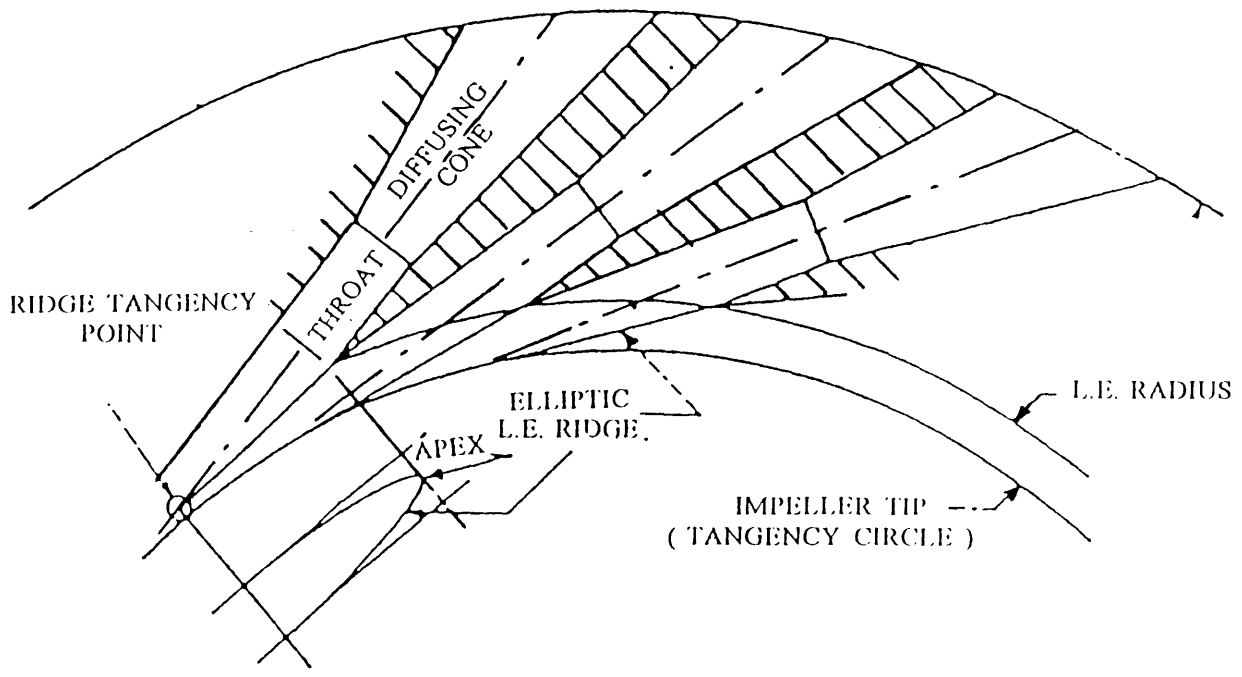 DIFFUSING
CONE
THROAT
RIDGE TANGENCY
POINT
ELLIPTIC
L.E. RIDGE
APEX
L.E. RADIUS
IMPELLER TIP
( TANGENCY CIRCLE )